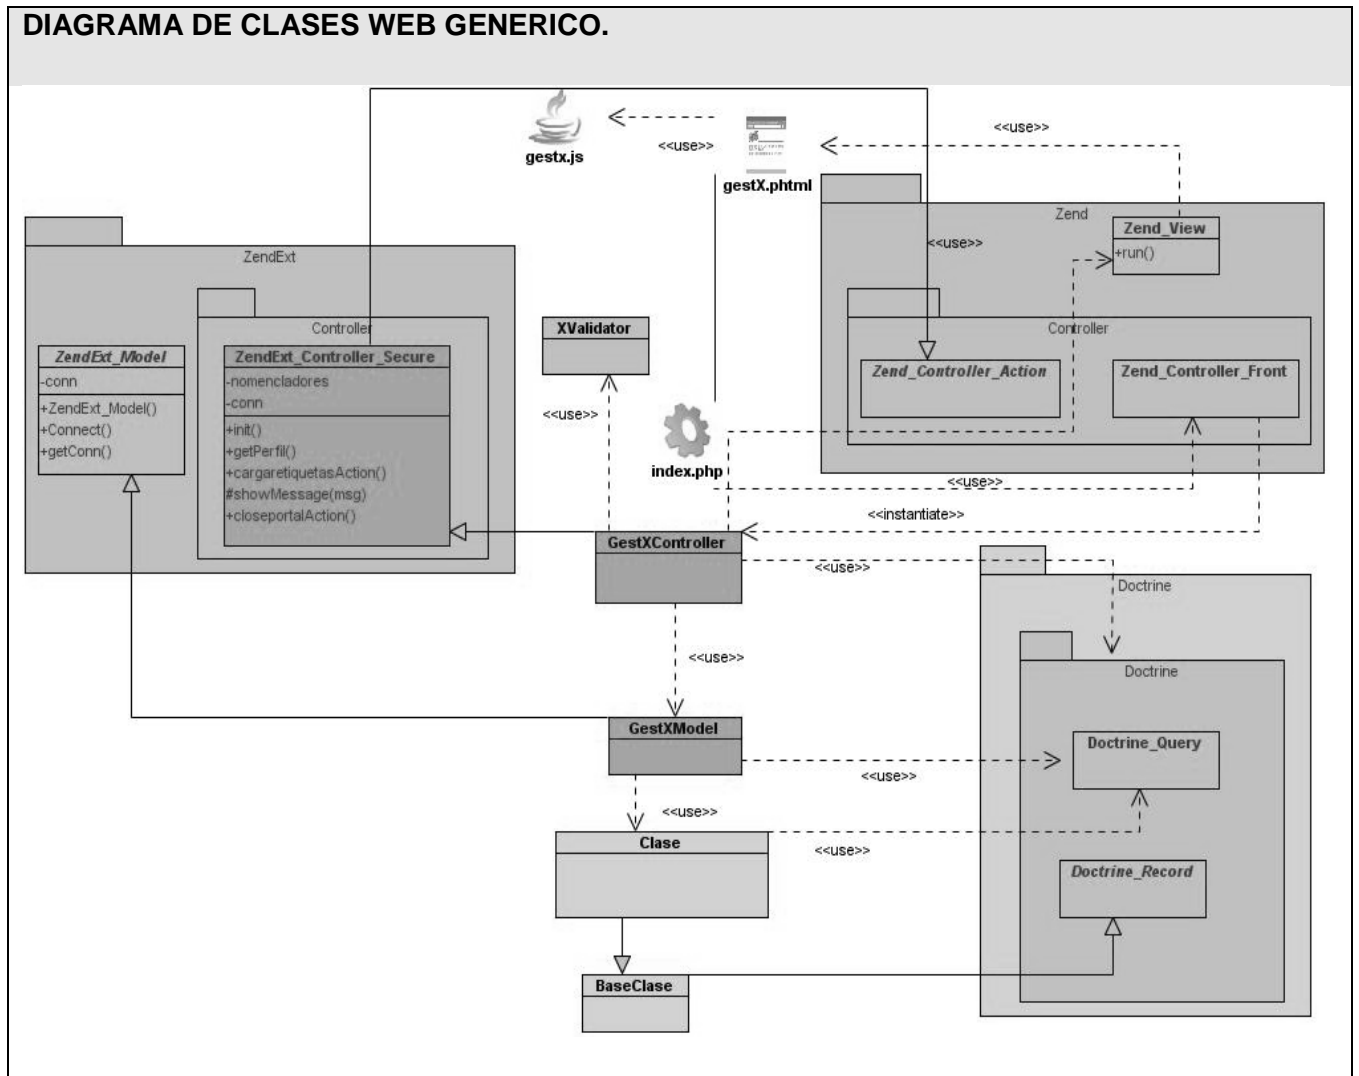 DIAGRAMA DE CLASES WEB GENERICO.
gestx.js
<<use>>
gestX.phtml
<<use>>
Zend
Zend_View
+run()
<<use>>
ZendExt
Controller
ZendExt_Model
-conn
+ZendExt_Model()
+Connect()
+getConn()
ZendExt_Controller_Secure
-nomencladores
-conn
+init()
+getPerfil()
+cargaretiquetasAction()
#showMessage(msg)
+closeportalAction()
XValidator
<<use>>
Controller
Zend_Controller_Action
Zend_Controller_Front
index.php
<<use>>
<<instantiate>>
GestXController
<<use>>
Doctrine
<<use>>
Doctrine
GestXModel
Doctrine_Query
<<use>>
<<use>>
Clase
<<use>>
Doctrine_Record
BaseClase